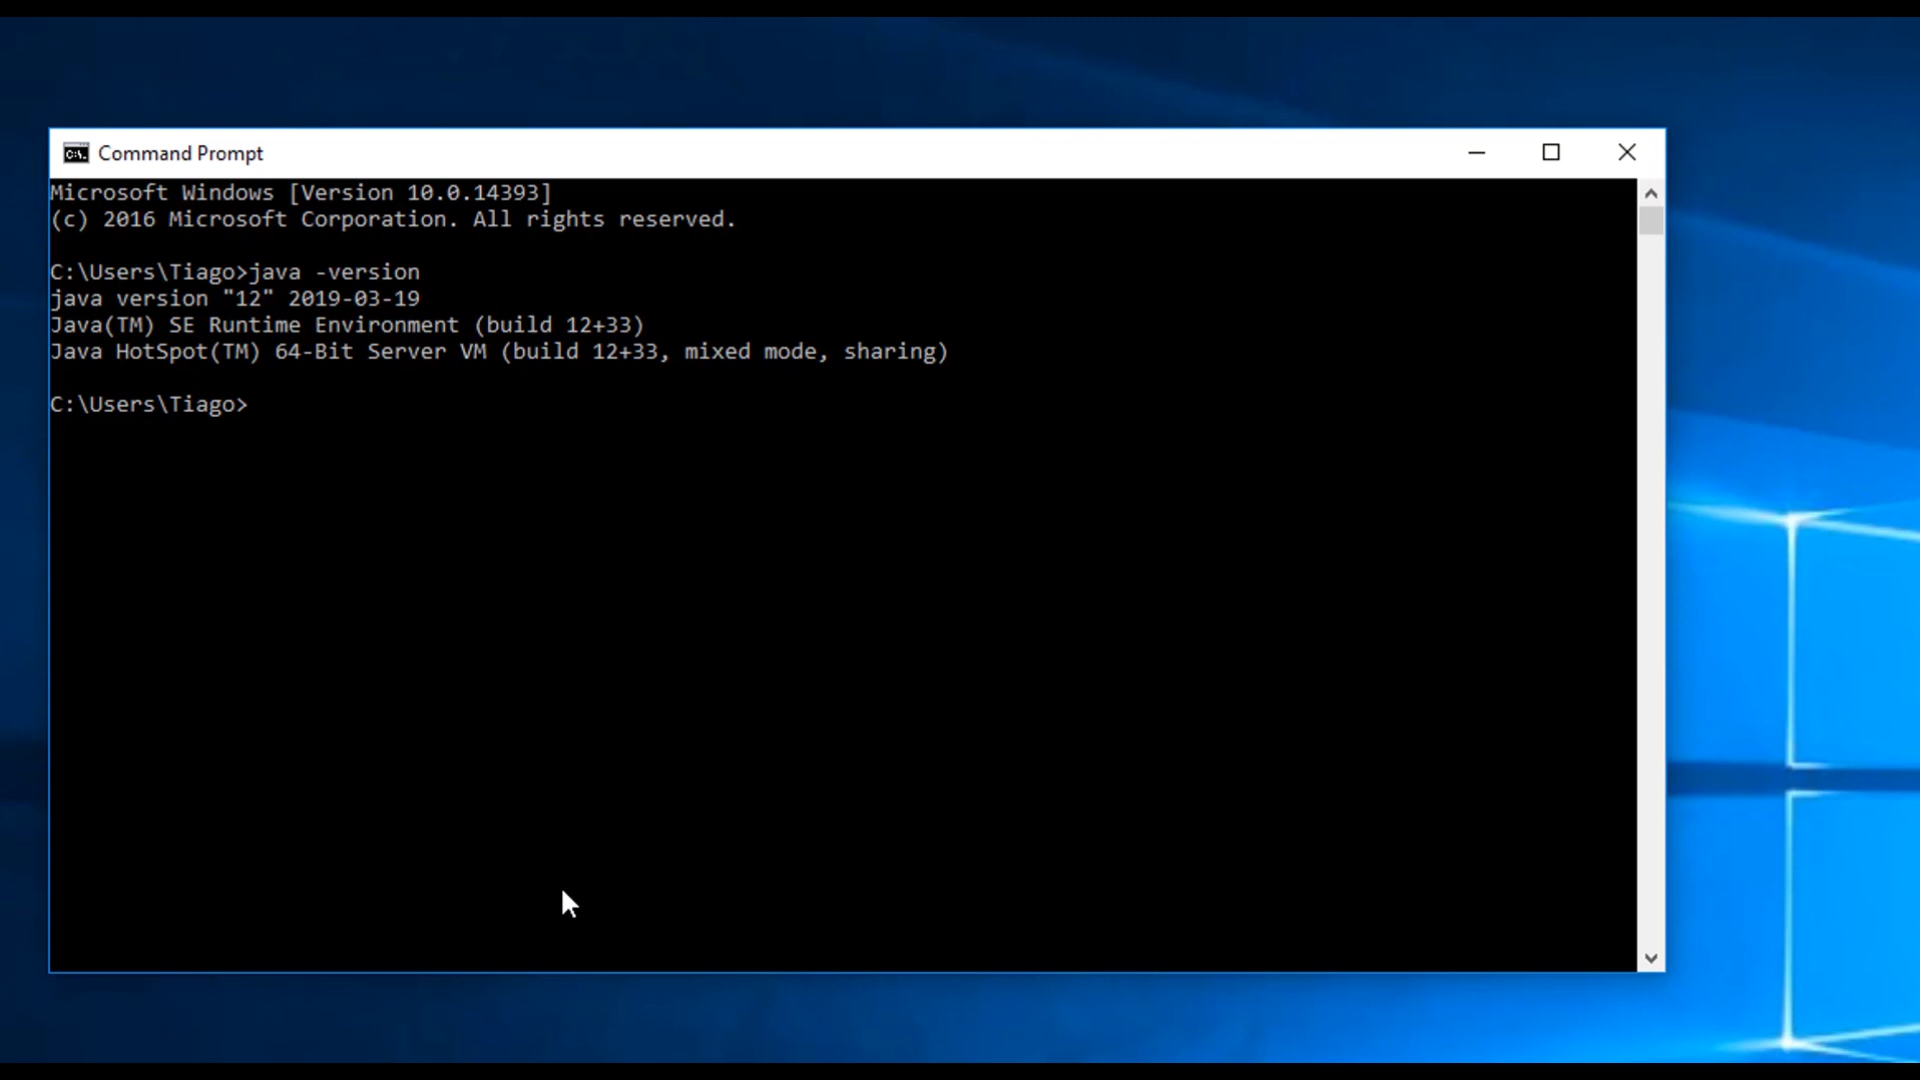 Command Prompt
Microsoft Windows [Version 10.0.14393]
(c) 2016 Microsoft Corporation. All rights reserved.
C:\Users\Tiago>java -version
java version "12" 2019-03-19
Java(TM) SE Runtime Environment (build 12+33)
Java HotSpot(TM) 64-Bit Server VM (build 12+33, mixed mode, sharing)
C:\Users\Tiago>